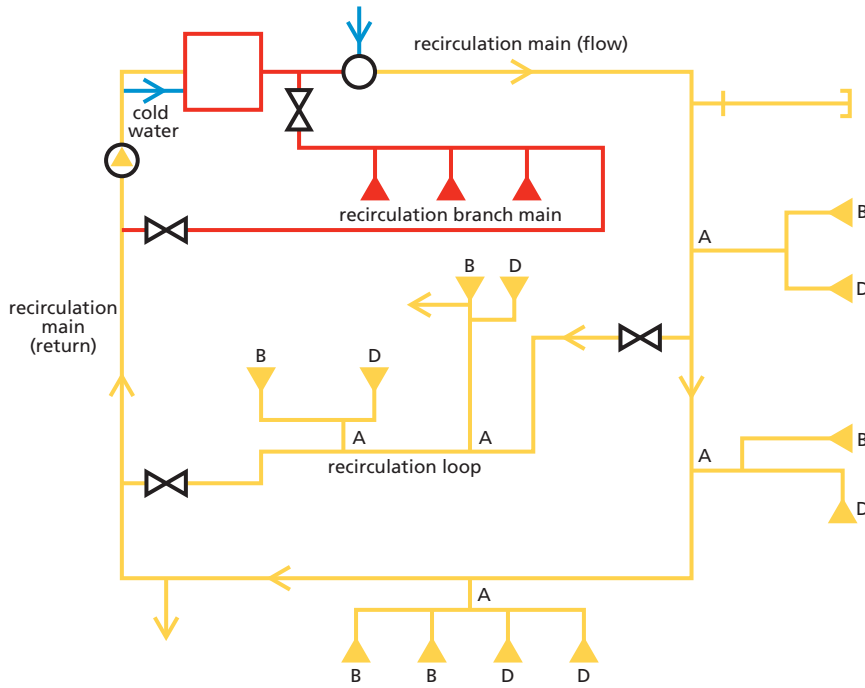 recirculation main (flow)
cold
water
recirculation branch main
B
A
D
B
D
recirculation
main
(return)
B
D
B
A
A
A
recirculation loop
D
A
B
B
D
D